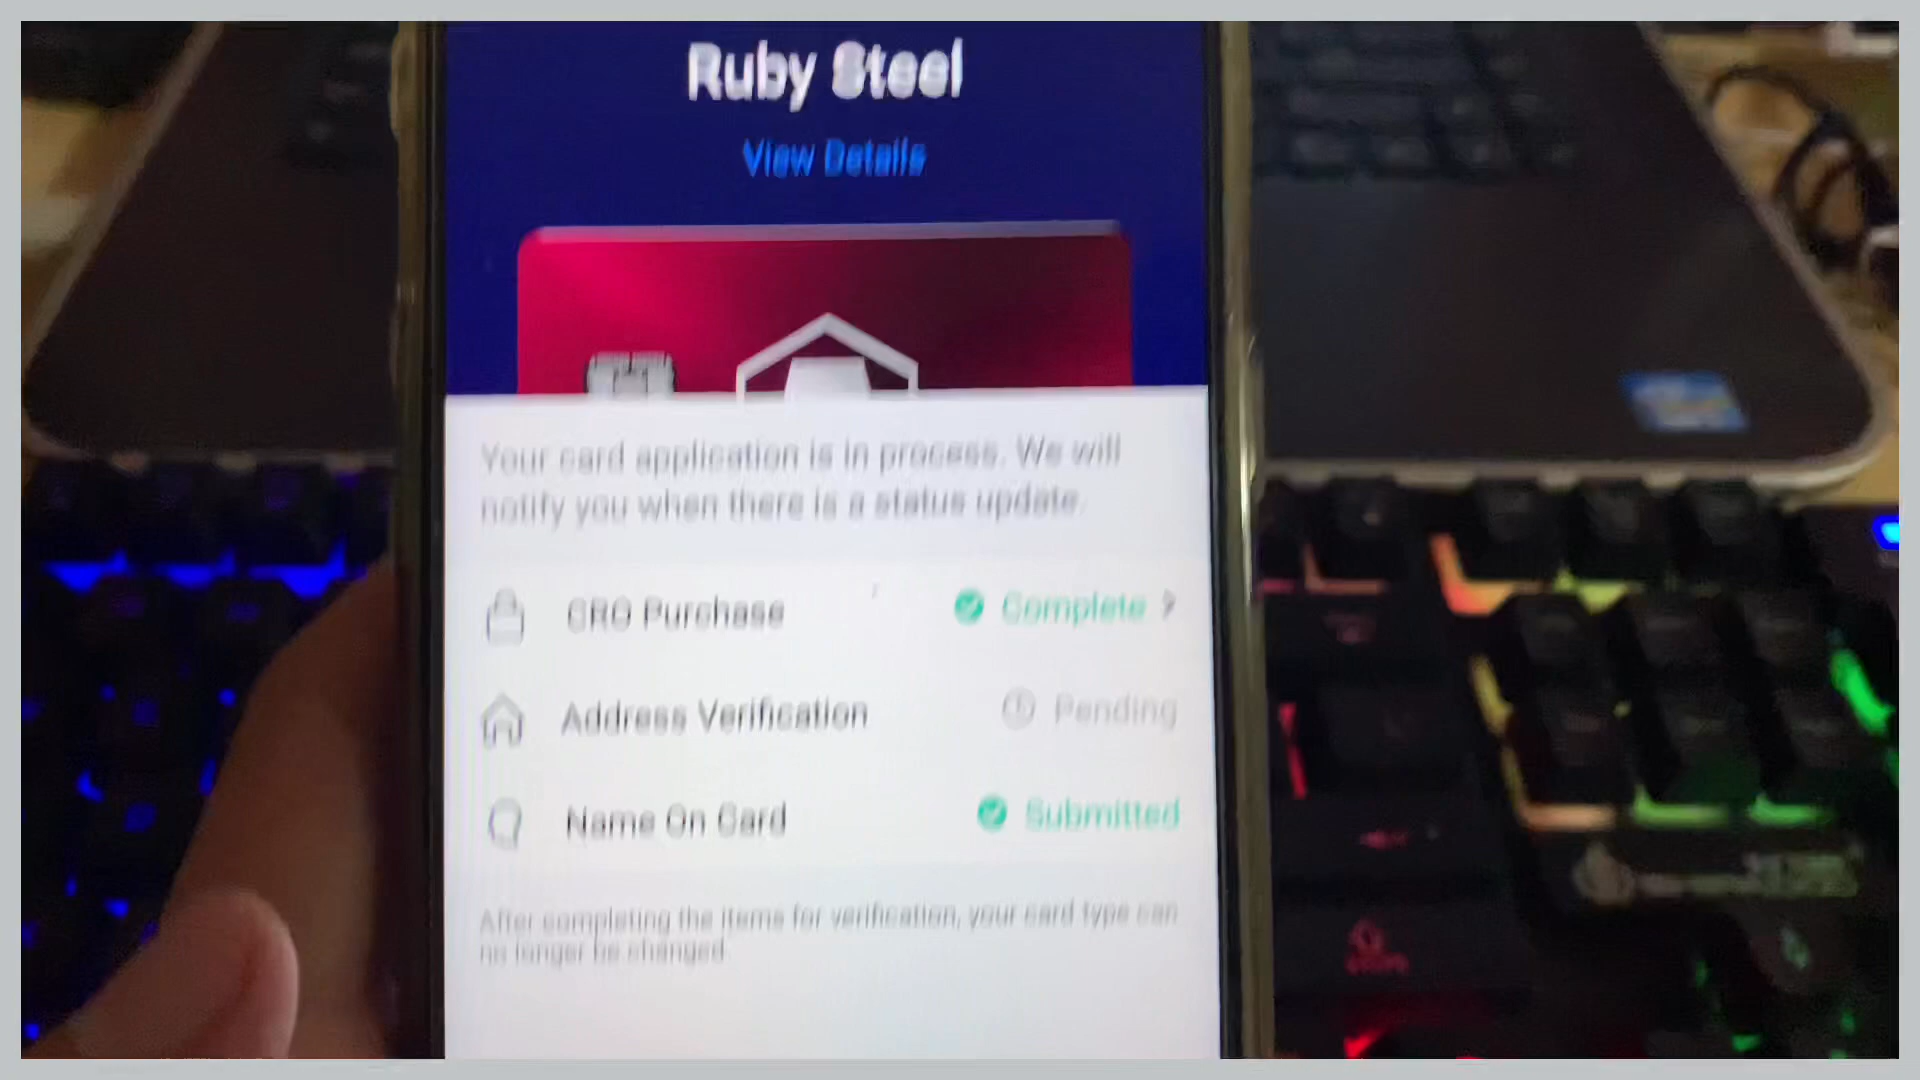 Ruby Steel
View Details
Your card application is in process. We will
notify you when there is a status update.
CRO Purchase
Complete
Address Verification
Pending
Name On Card
Submitted
After completing the items for verification, your card type can
no longer be changed.